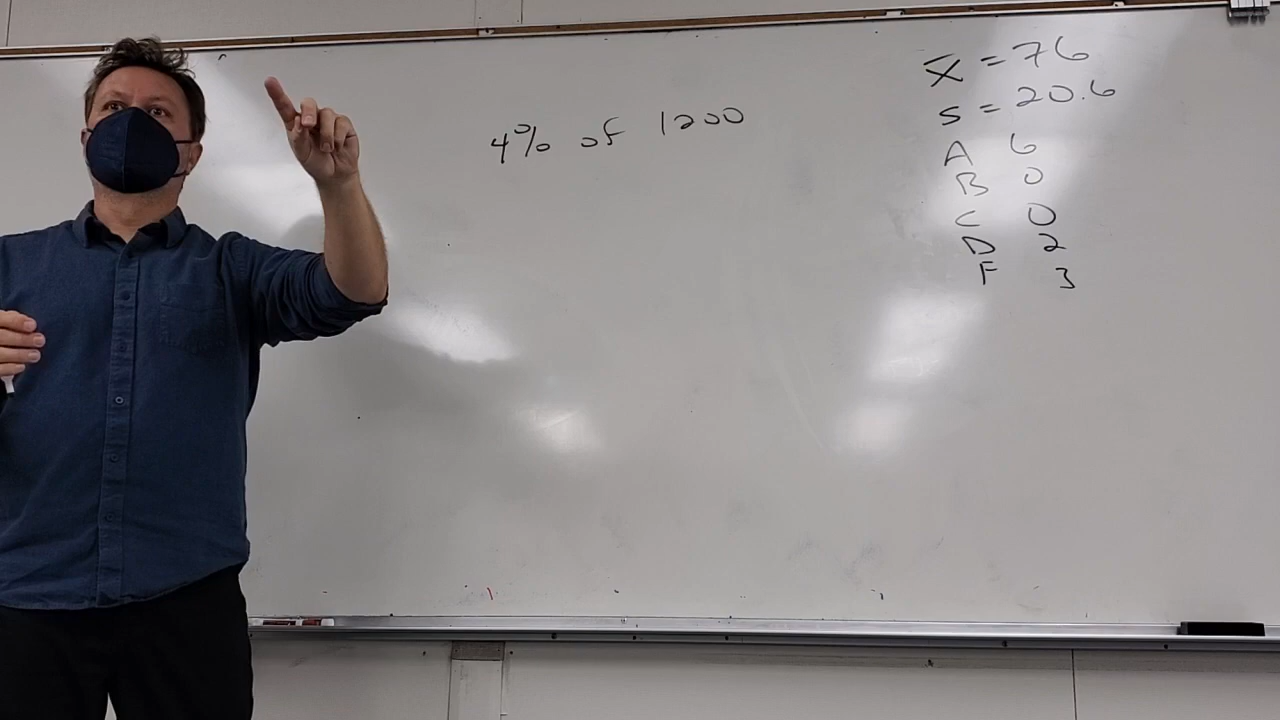 4% of 1200
x̄ = 76
s = 20.6
A 6
B 0
C 0
D 2
F 3